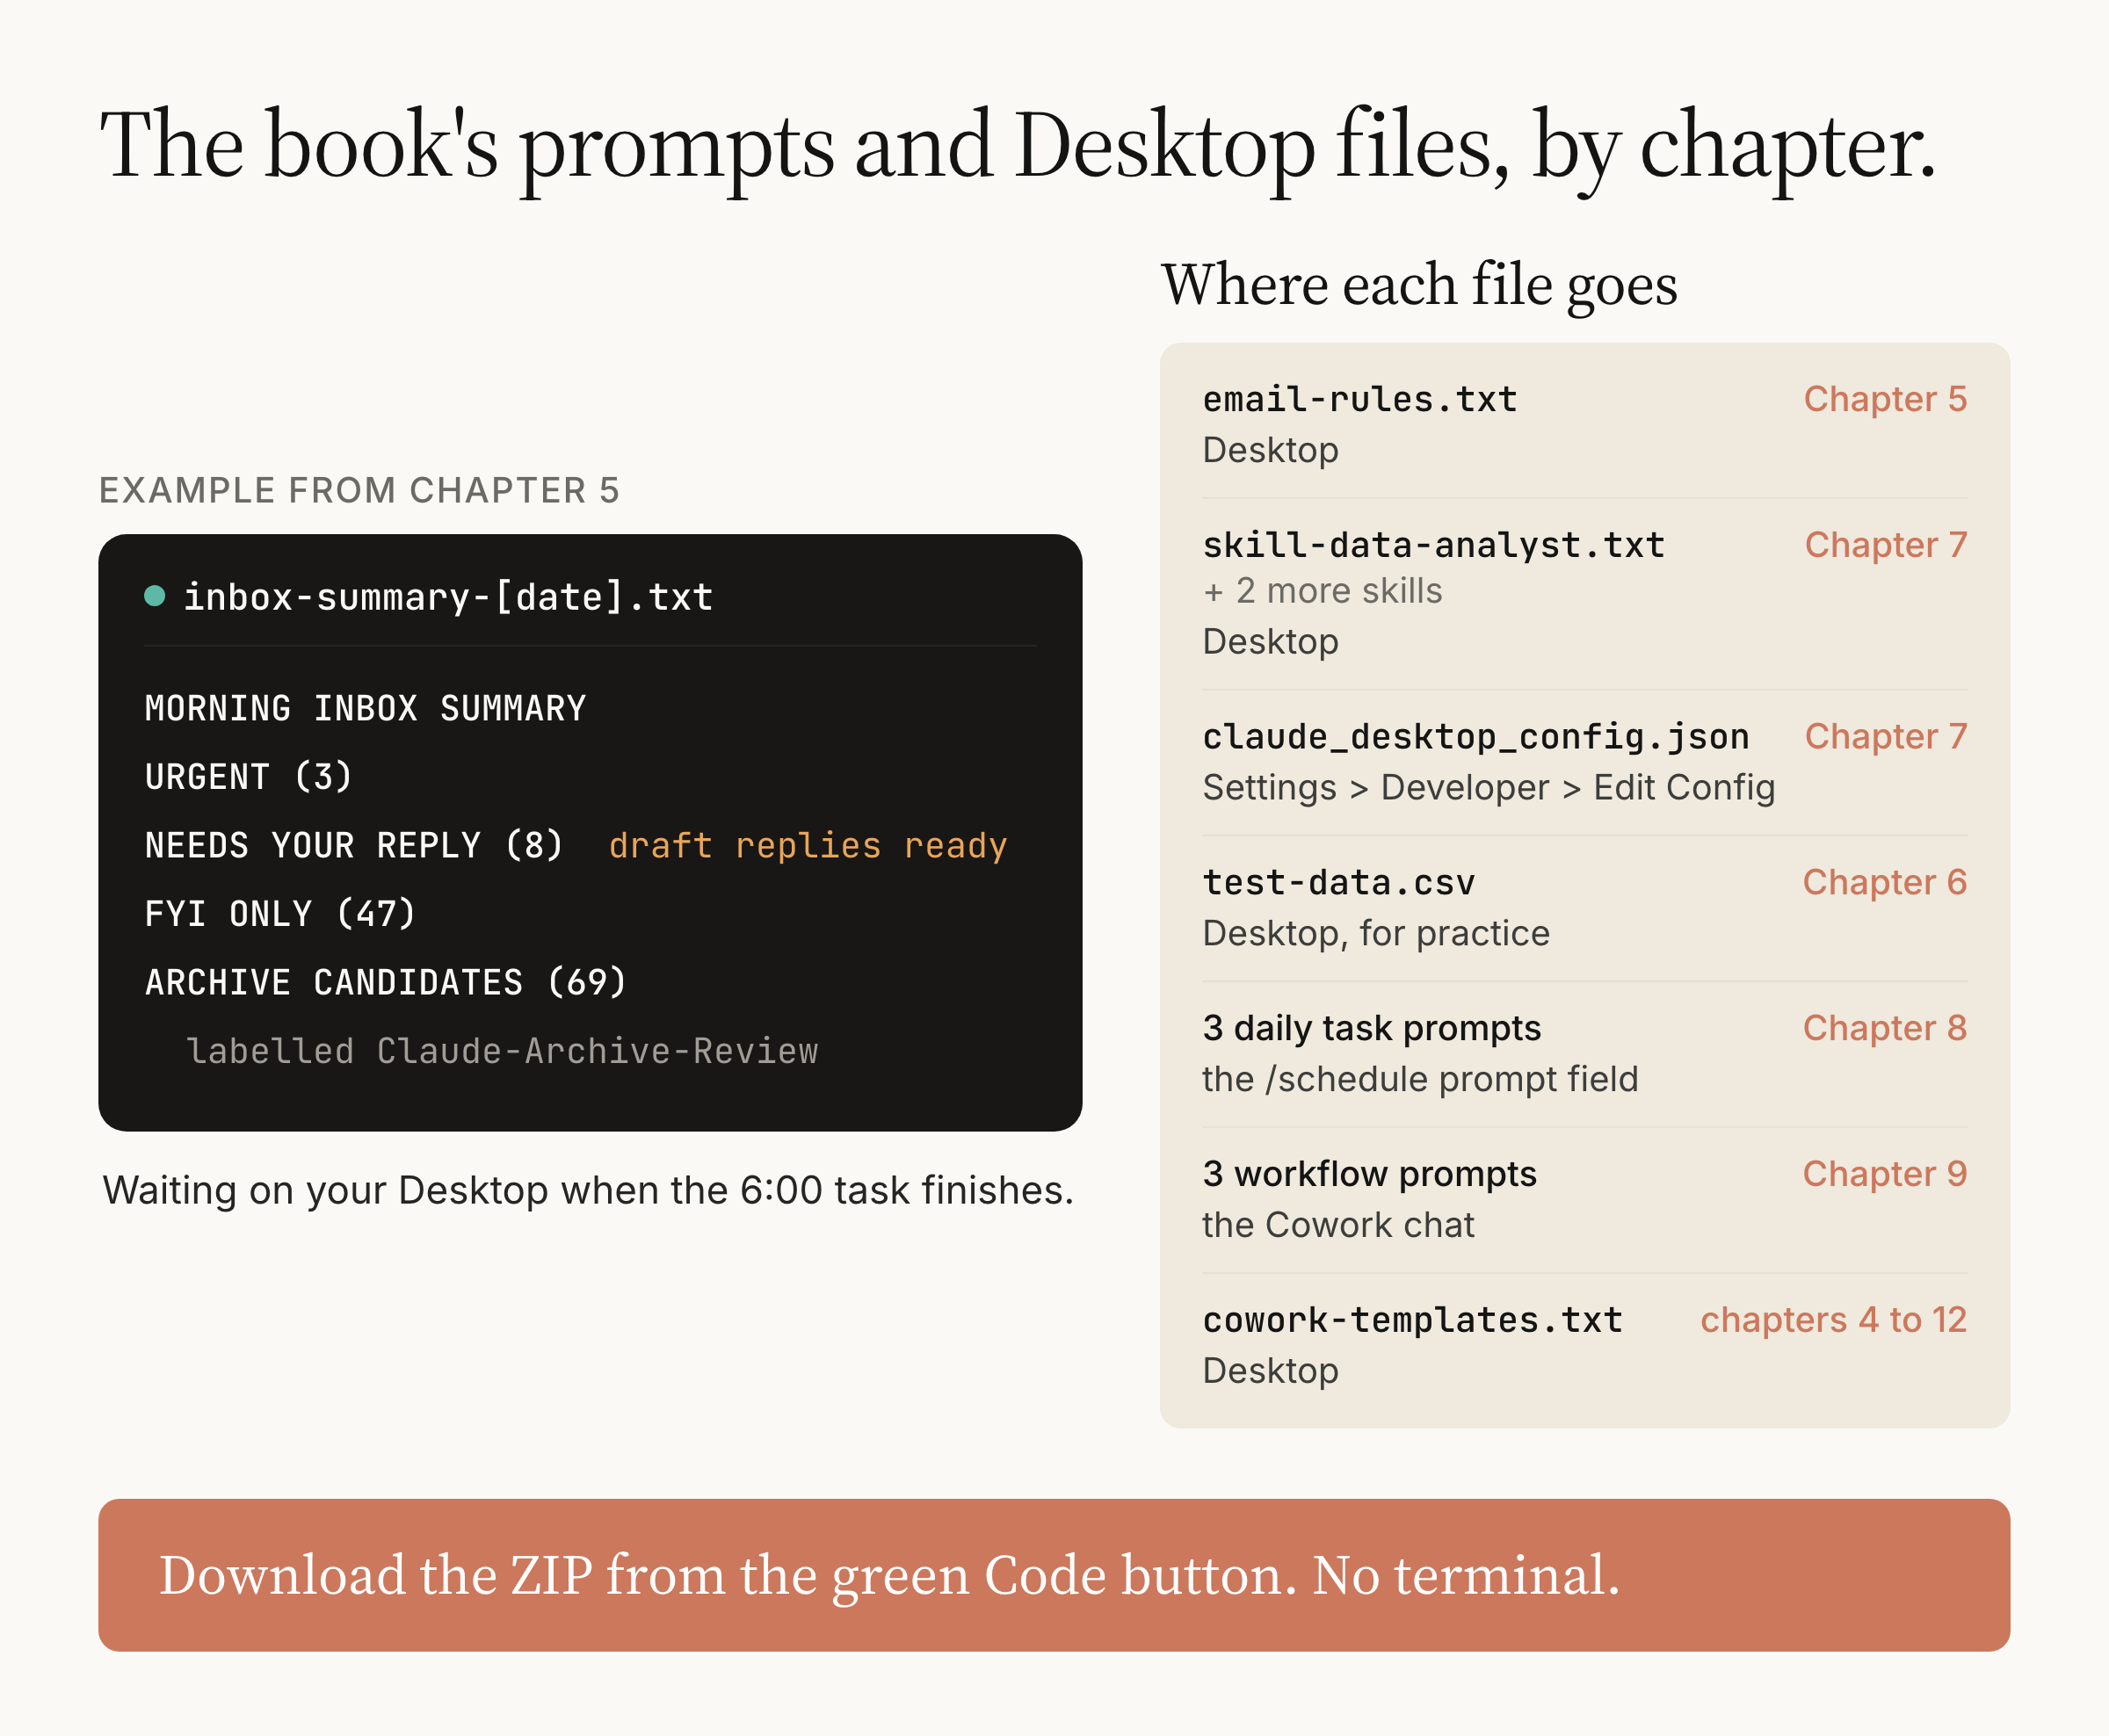 The book's prompts and Desktop files, by chapter.
EXAMPLE FROM CHAPTER 5
inbox-summary-[date].txt
MORNING INBOX SUMMARY
URGENT (3)
NEEDS YOUR REPLY (8) draft replies ready
FYI ONLY (47)
ARCHIVE CANDIDATES (69)
labelled Claude-Archive-Review
Waiting on your Desktop when the 6:00 task finishes.
Where each file goes
email-rules.txt Chapter 5
Desktop
skill-data-analyst.txt Chapter 7
+ 2 more skills
Desktop
claude_desktop_config.json Chapter 7
Settings > Developer > Edit Config
test-data.csv Chapter 6
Desktop, for practice
3 daily task prompts Chapter 8
the /schedule prompt field
3 workflow prompts Chapter 9
the Cowork chat
cowork-templates.txt chapters 4 to 12
Desktop
Download the ZIP from the green Code button. No terminal.